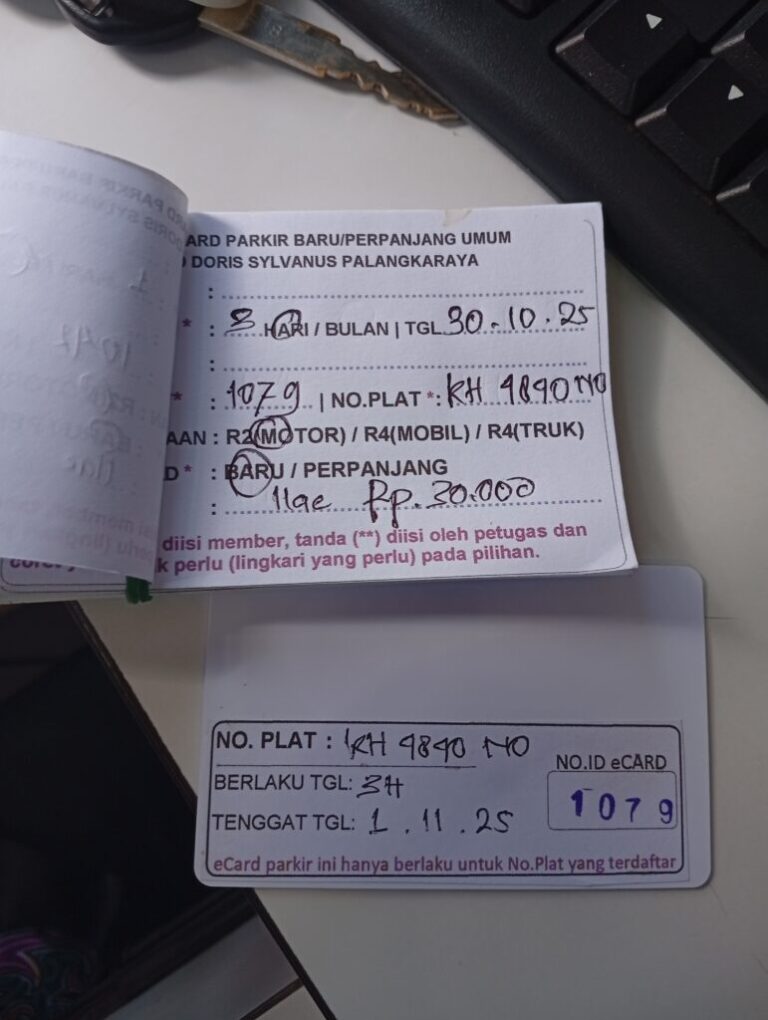 ARD PARKIR BARU/PERPANJANG UMUM
DORIS SYLVANUS PALANGKARAYA
:
* : 3 HARI / BULAN | TGL 30.10.25
:
* : 1079 | NO.PLAT *: KH 4840 NO
AAN : R2(MOTOR) / R4(MOBIL) / R4(TRUK)
D * : BARU / PERPANJANG
: Rp. 30.000
diisi member, tanda (**) diisi oleh petugas dan
k perlu (lingkari yang perlu) pada pilihan.
NO. PLAT : KH 4840 NO
NO.ID eCARD
BERLAKU TGL: 3H
1079
TENGGAT TGL: 1.11.25
eCard parkir ini hanya berlaku untuk No.Plat yang terdaftar